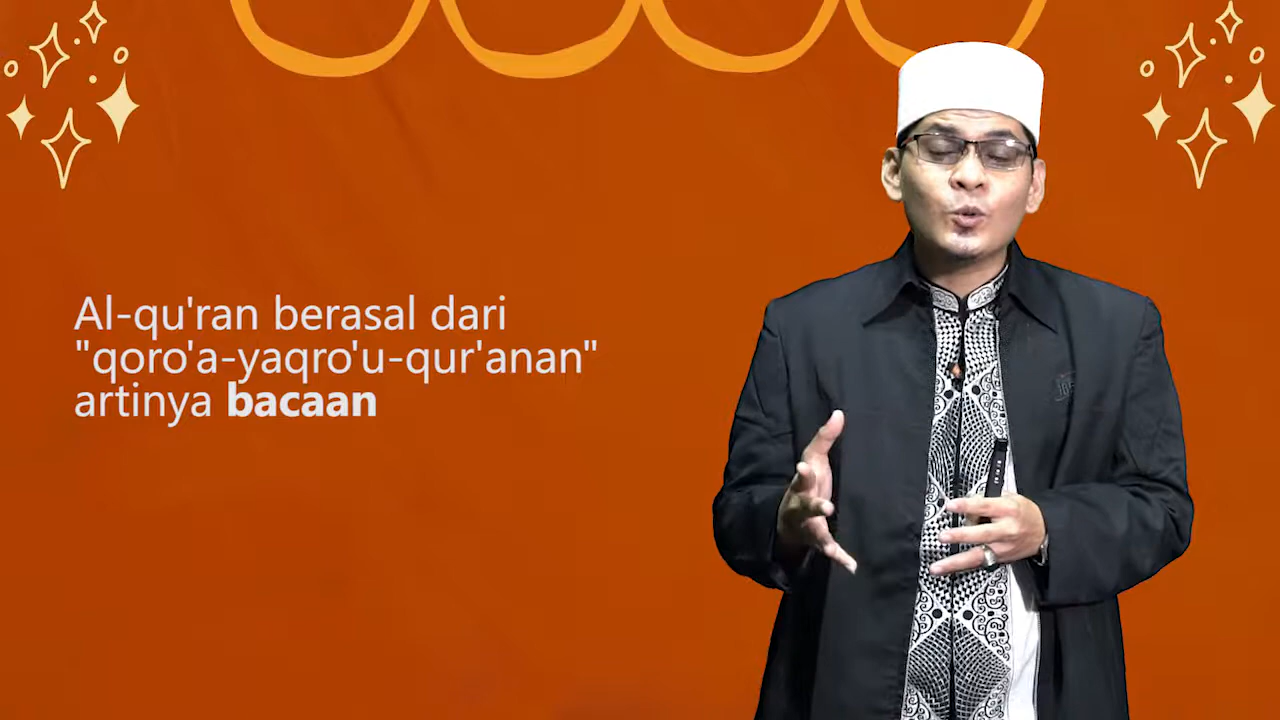 Al-qu'ran berasal dari
"qoro'a-yaqro'u-qur'anan"
artinya bacaan